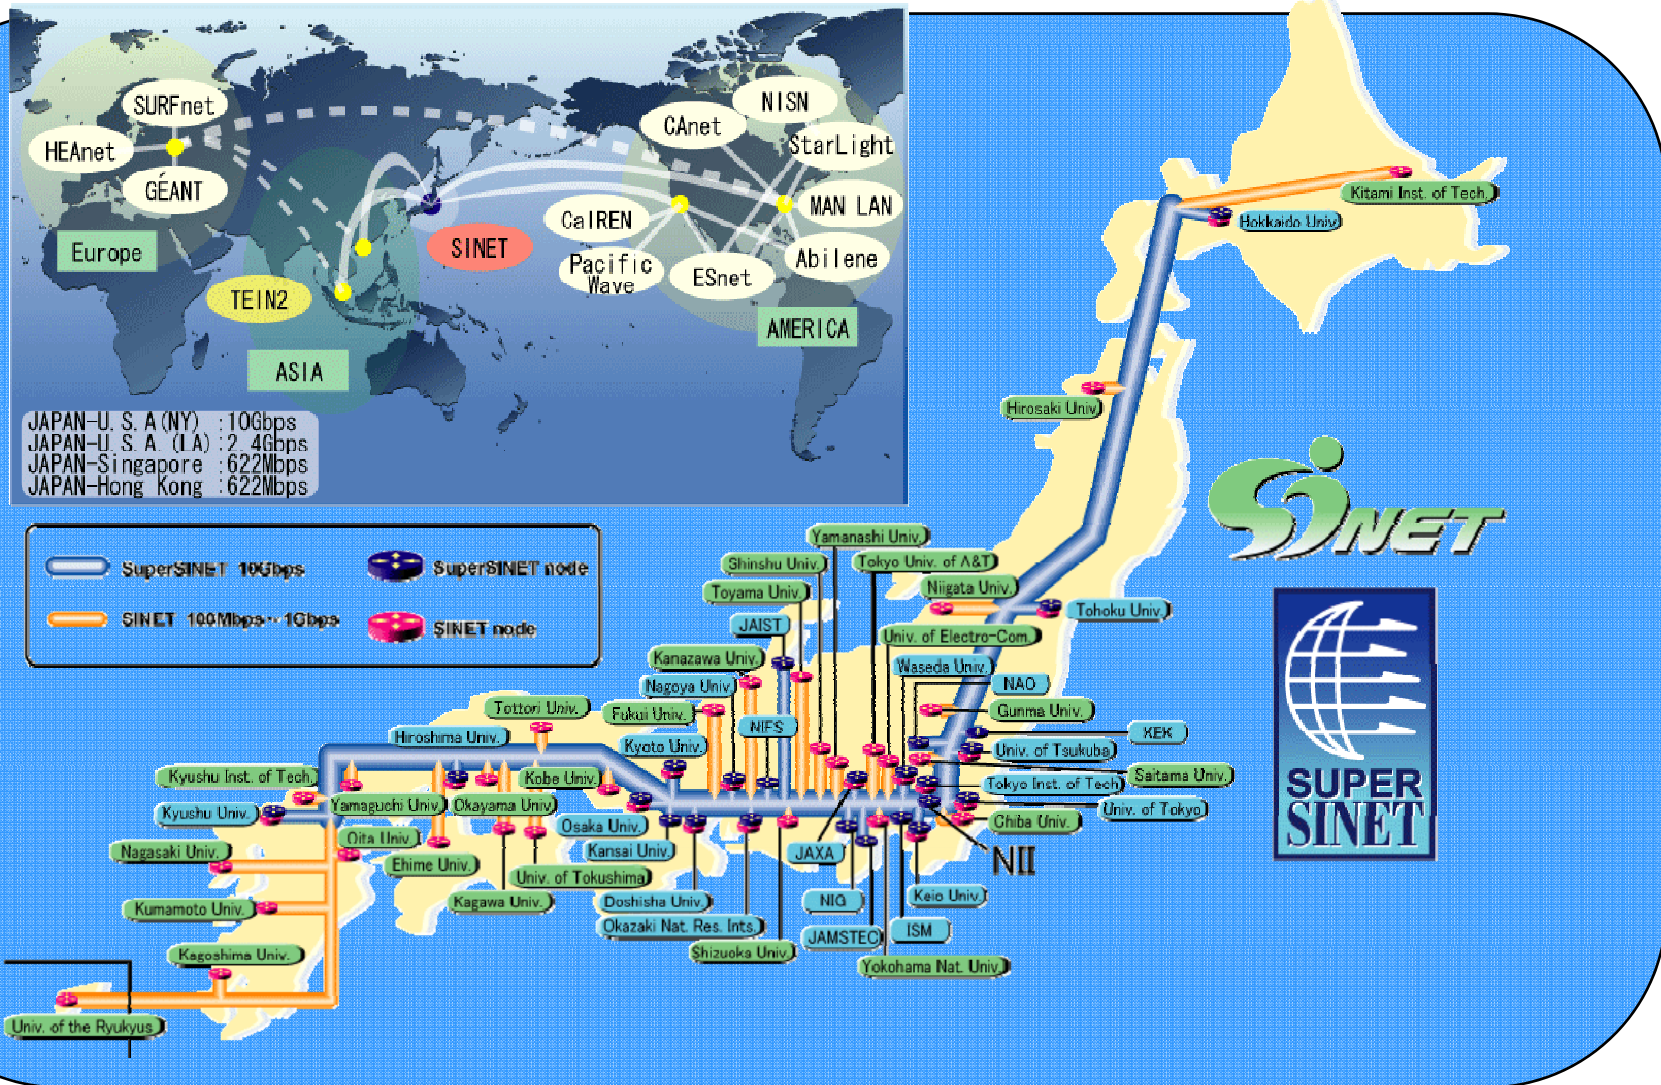 SURFnet
HEAnet
GÉANT
Europe
TEIN2
ASIA
SINET
CAnet
NISN
StarLight
MAN LAN
CalREN
Pacific
Wave
ESnet
Abilene
AMERICA
JAPAN-U.S.A(NY) :10Gbps
JAPAN-U.S.A.(LA):2.4Gbps
JAPAN-Singapore :622Mbps
JAPAN-Hong Kong :622Mbps
SuperSINET 10Gbps
SuperSINET node
SINET 100Mbps~1Gbps
SINET node
Kitami Inst. of Tech.
Hokkaido Univ.
Hirosaki Univ.
SiNET
SUPER
SINET
Yamanashi Univ.
Shinshu Univ.
Tokyo Univ. of A&T
Toyama Univ.
Niigata Univ.
Tohoku Univ.
JAIST
Univ. of Electro-Com.
Kanazawa Univ.
Waseda Univ.
Nagoya Univ.
NAO
Tottori Univ.
Fukui Univ.
Gunma Univ.
NIFS
Hiroshima Univ.
Kyoto Univ.
KEK
Univ. of Tsukuba
Kyushu Inst. of Tech.
Kobe Univ.
Saitama Univ.
Tokyo Inst. of Tech.
Yamaguchi Univ.
Okayama Univ.
Kyushu Univ.
Univ. of Tokyo
Osaka Univ.
Chiba Univ.
Oita Univ.
Nagasaki Univ.
Kansai Univ.
JAXA
NII
Ehime Univ.
Univ. of Tokushima
Kagawa Univ.
Doshisha Univ.
NIG
Keio Univ.
Kumamoto Univ.
Okazaki Nat. Res. Ints.
JAMSTEC
ISM
Kagoshima Univ.
Shizuoka Univ.
Yokohama Nat. Univ.
Univ. of the Ryukyus